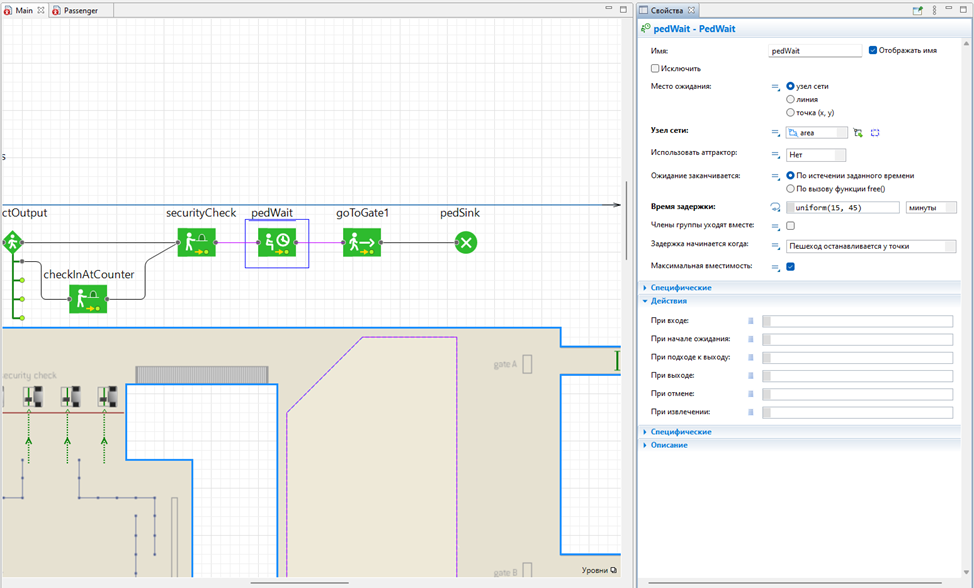 Main
Passenger
s
ctOutput
securityCheck
pedWait
goToGate1
pedSink
checkInAtCounter
ecurity check
gate A
gate B
Уровни
Свойства
pedWait - PedWait
Имя:
pedWait
Отображать имя
Исключить
Место ожидания:
узел сети
линия
точка (x, y)
Узел сети:
area
Использовать аттрактор:
Нет
Ожидание заканчивается:
По истечении заданного времени
По вызову функции free()
Время задержки:
uniform(15, 45)
минуты
Члены группы уходят вместе:
Задержка начинается когда:
Пешеход останавливается у точки
Максимальная вместимость:
Специфические
Действия
При входе:
При начале ожидания:
При подходе к выходу:
При выходе:
При отмене:
При извлечении:
Специфические
Описание